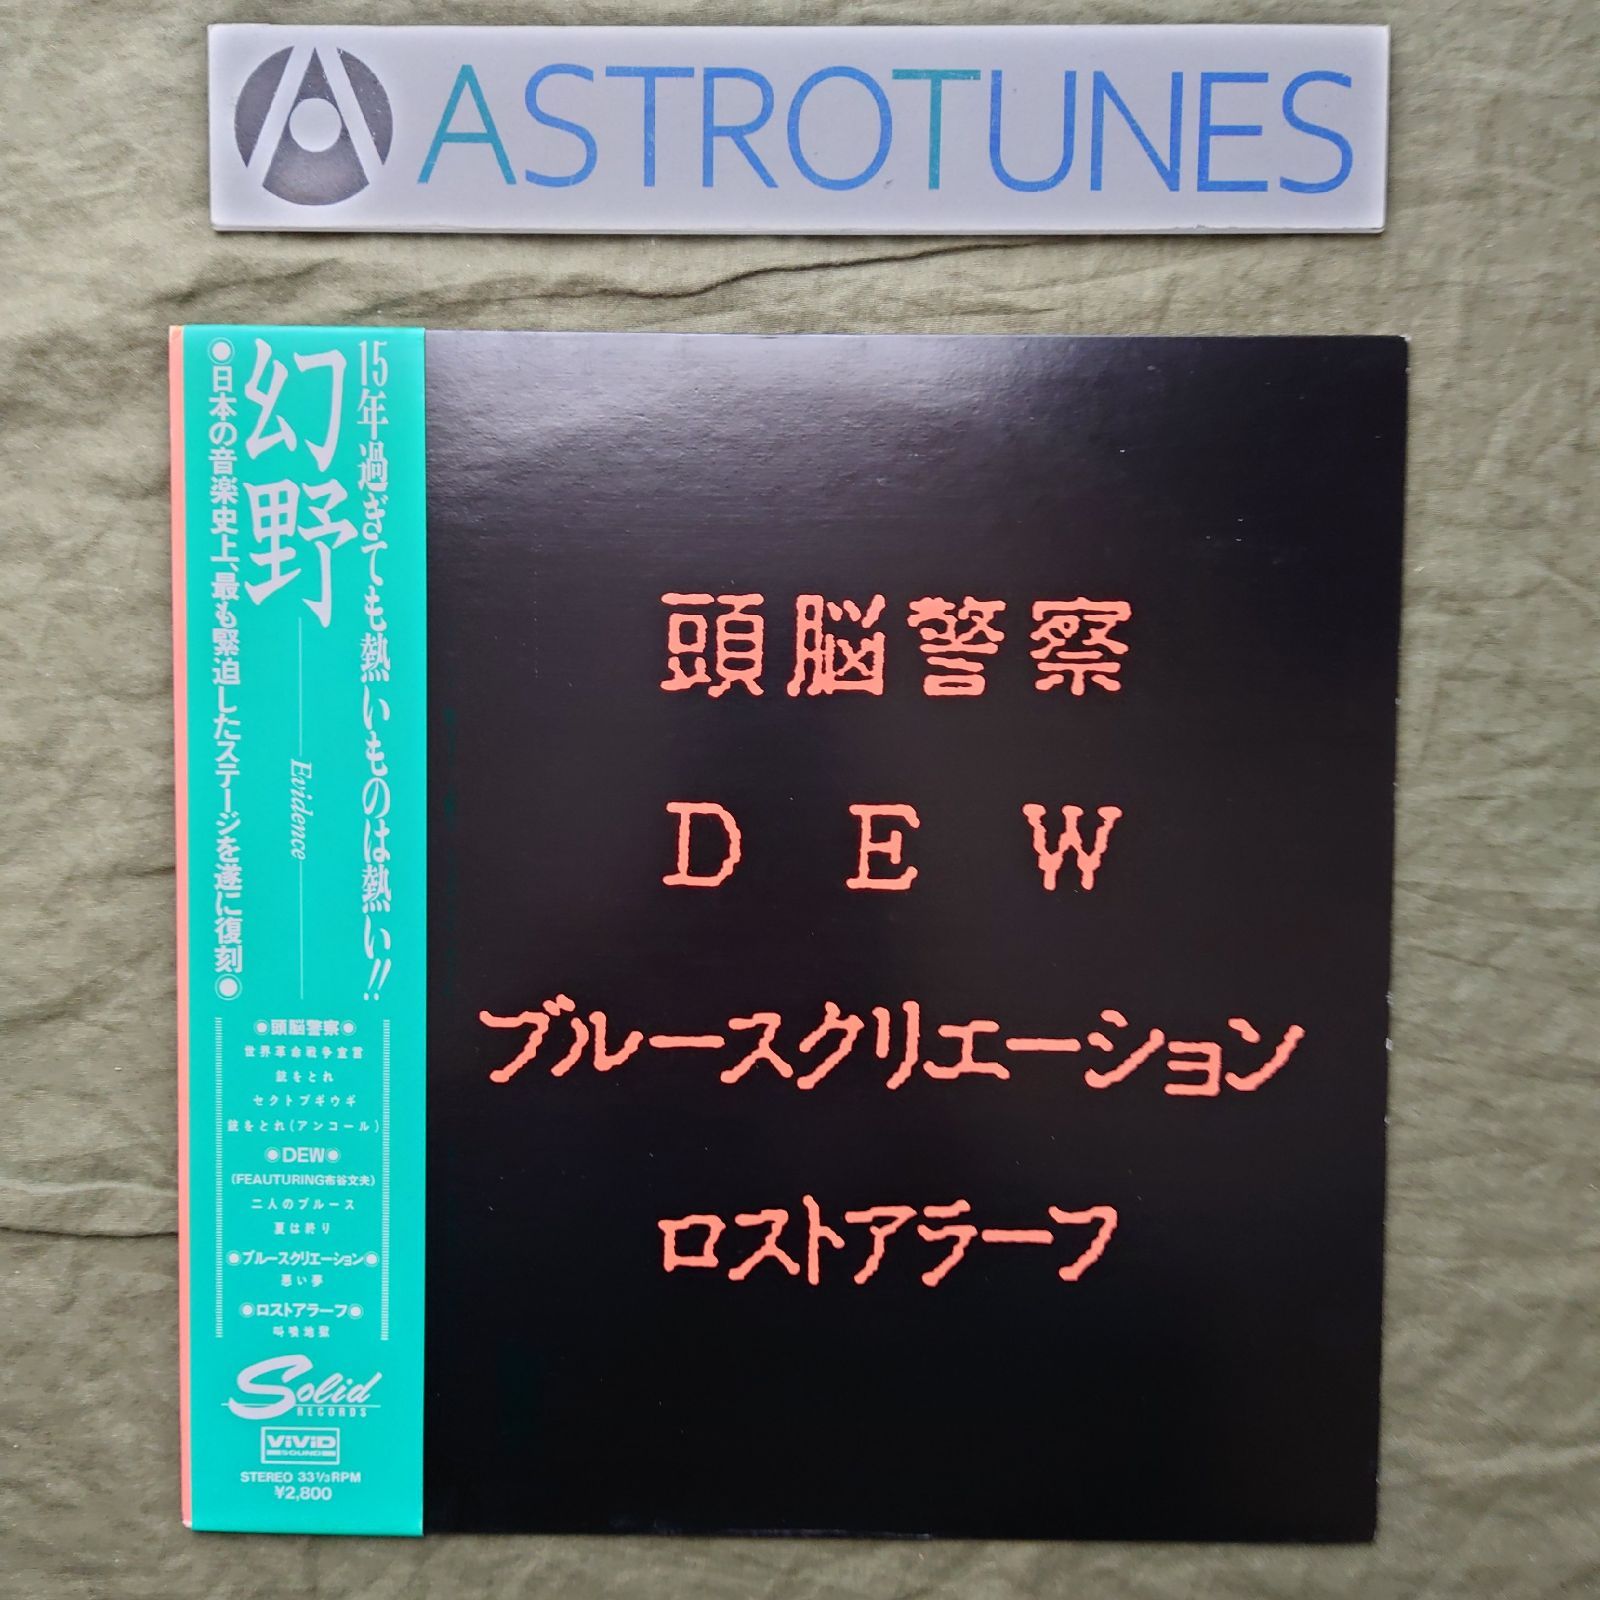 ASTROTUNES
15年過ぎても熱いものは熱い!!
幻野
Evidence
●日本の音楽史上、最も緊迫したステージを遂に復刻●
●頭脳警察●
世界革命戦争宣言
銃をとれ
セクトブギウギ
銃をとれ(アンコール)
●DEW●
(FEAUTURING布谷文夫)
二人のブルース
夏は終り
●ブルースクリエーション●
悪い夢
●ロストアラーフ●
叫喚地獄
Solid
RECORDS
ViViD
SOUND
STEREO 33 1/3 RPM
¥2,800
頭脳警察
DEW
ブルースクリエーション
ロストアラーフ